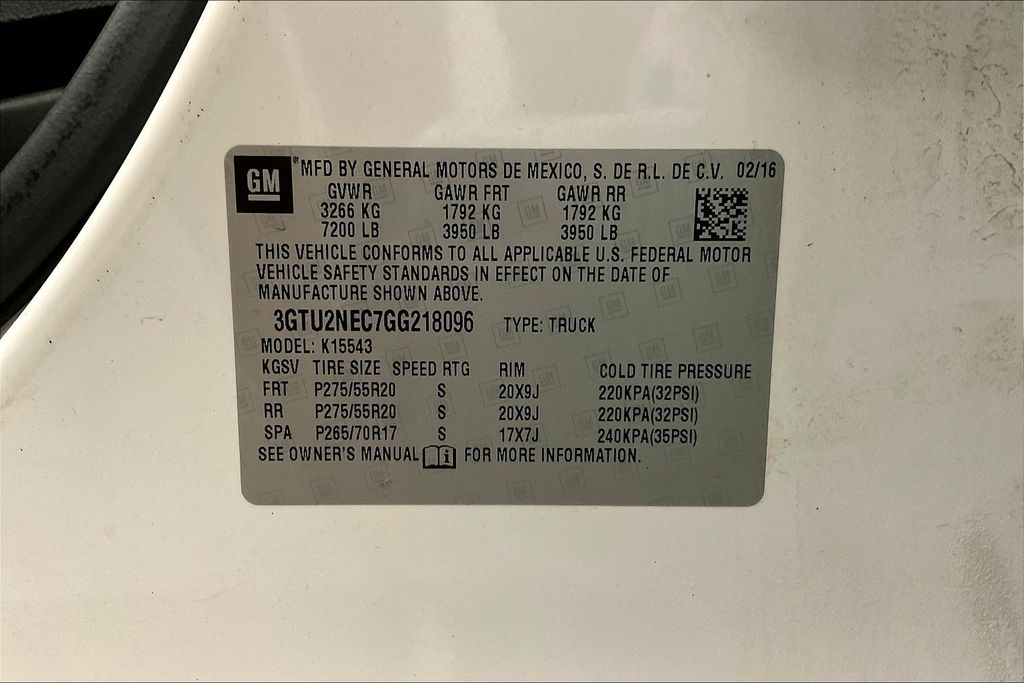 GM ® MFD BY GENERAL MOTORS DE MEXICO, S. DE R.L. DE C.V. 02/16
GVWR GAWR FRT GAWR RR
3266 KG 1792 KG 1792 KG
7200 LB 3950 LB 3950 LB
THIS VEHICLE CONFORMS TO ALL APPLICABLE U.S. FEDERAL MOTOR
VEHICLE SAFETY STANDARDS IN EFFECT ON THE DATE OF
MANUFACTURE SHOWN ABOVE.
3GTU2NEC7GG218096 TYPE: TRUCK
MODEL: K15543
KGSV TIRE SIZE SPEED RTG RIM COLD TIRE PRESSURE
FRT P275/55R20 S 20X9J 220KPA(32PSI)
RR P275/55R20 S 20X9J 220KPA(32PSI)
SPA P265/70R17 S 17X7J 240KPA(35PSI)
SEE OWNER'S MANUAL FOR MORE INFORMATION.